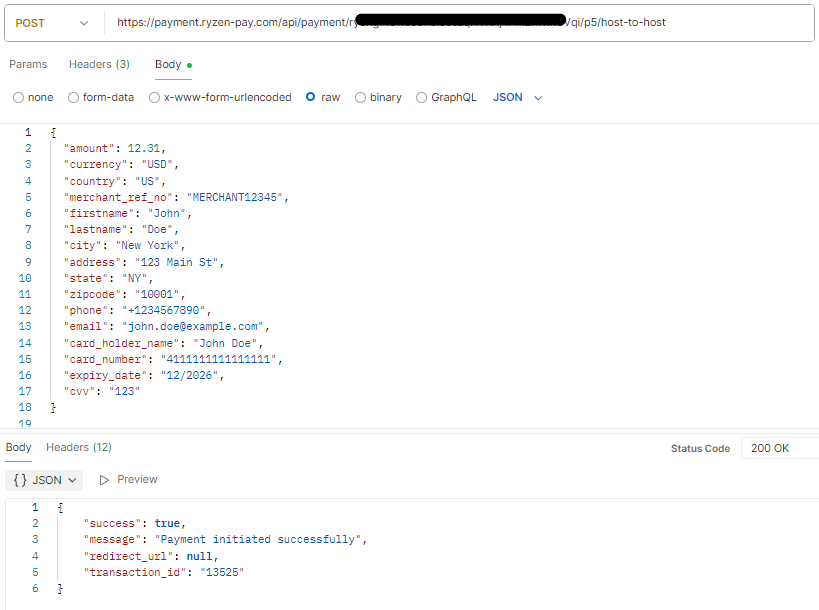 POST https://payment.ryzen-pay.com/api/payment/ /qi/p5/host-to-host
Params Headers (3) Body
none form-data x-www-form-urlencoded raw binary GraphQL JSON
1 {
2 "amount": 12.31,
3 "currency": "USD",
4 "country": "US",
5 "merchant_ref_no": "MERCHANT12345",
6 "firstname": "John",
7 "lastname": "Doe",
8 "city": "New York",
9 "address": "123 Main St",
10 "state": "NY",
11 "zipcode": "10001",
12 "phone": "+1234567890",
13 "email": "john.doe@example.com",
14 "card_holder_name": "John Doe",
15 "card_number": "4111111111111111",
16 "expiry_date": "12/2026",
17 "cvv": "123"
18 }
19
Body Headers (12) Status Code 200 OK
{} JSON Preview
1 {
2 "success": true,
3 "message": "Payment initiated successfully",
4 "redirect_url": null,
5 "transaction_id": "13525"
6 }